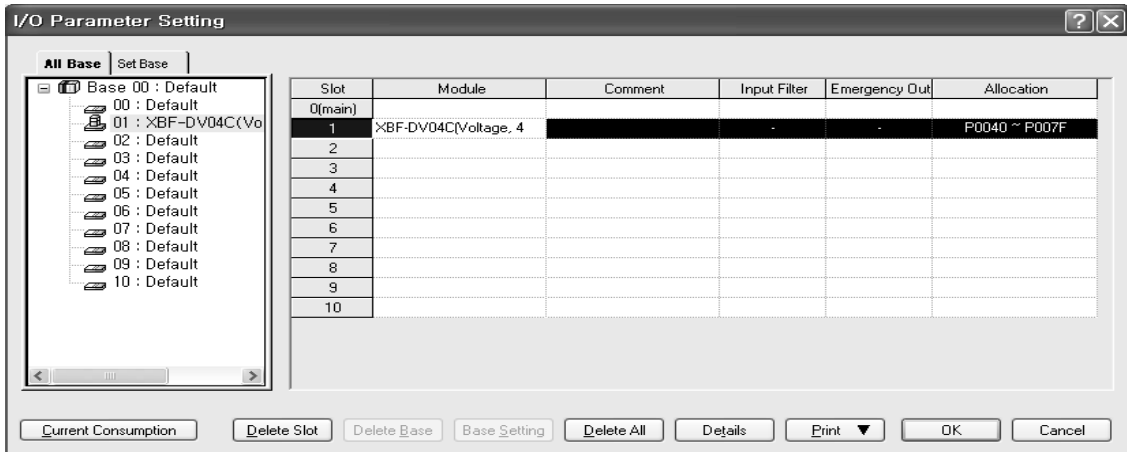 I/O Parameter Setting
All Base Set Base
Base 00 : Default
00 : Default
01 : XBF-DV04C(Vo
02 : Default
03 : Default
04 : Default
05 : Default
06 : Default
07 : Default
08 : Default
09 : Default
10 : Default
Slot Module Comment Input Filter Emergency Out Allocation
0(main)
1 XBF-DV04C(Voltage, 4 - - P0040 ~ P007F
2
3
4
5
6
7
8
9
10
Current Consumption Delete Slot Delete Base Base Setting Delete All Details Print ▼ OK Cancel